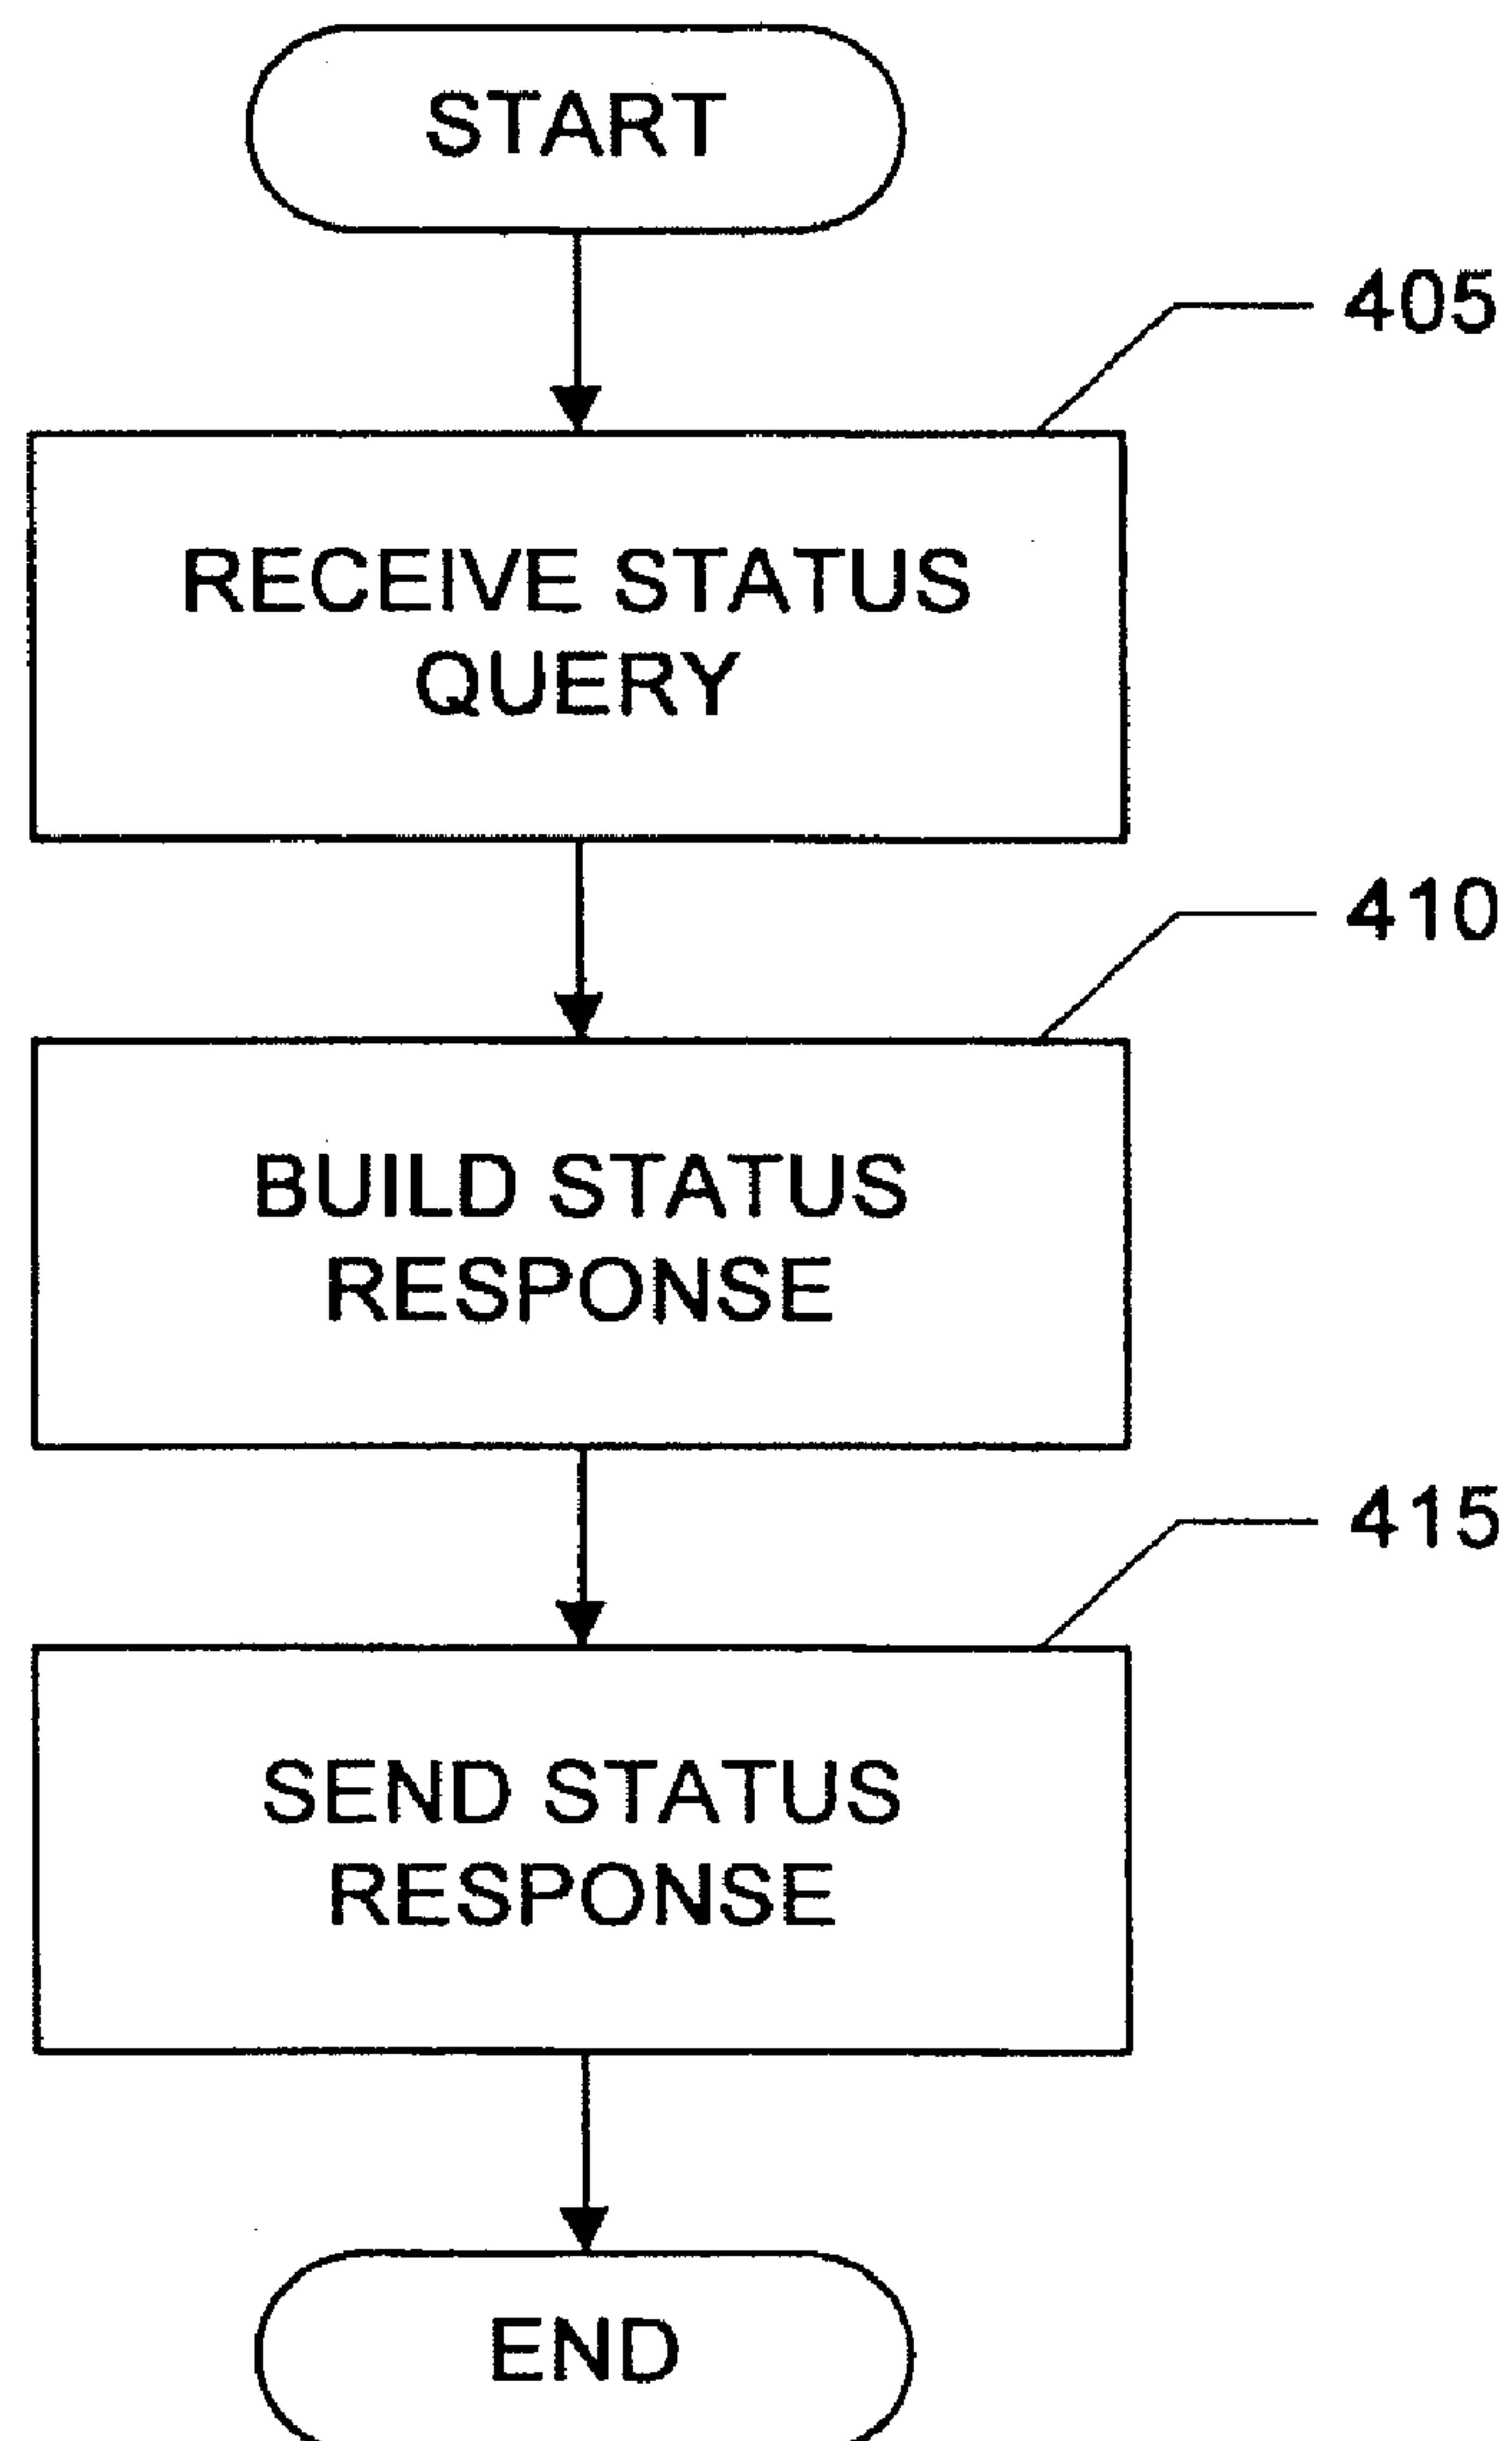 START
405
RECEIVE STATUS
QUERY
410
BUILD STATUS
RESPONSE
415
SEND STATUS
RESPONSE
END